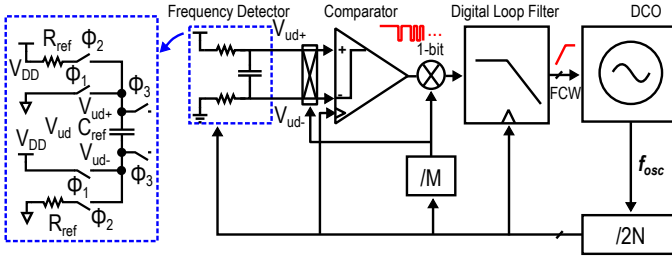 Frequency Detector
Comparator
Digital Loop Filter
DCO
R_ref
Φ_2
V_DD
Φ_1
Φ_3
V_ud+
V_ud
C_ref
V_DD
V_ud-
Φ_3
Φ_1
Φ_2
R_ref
V_ud+
V_ud-
+
-
...
1-bit
FCW
/M
f_osc
/2N